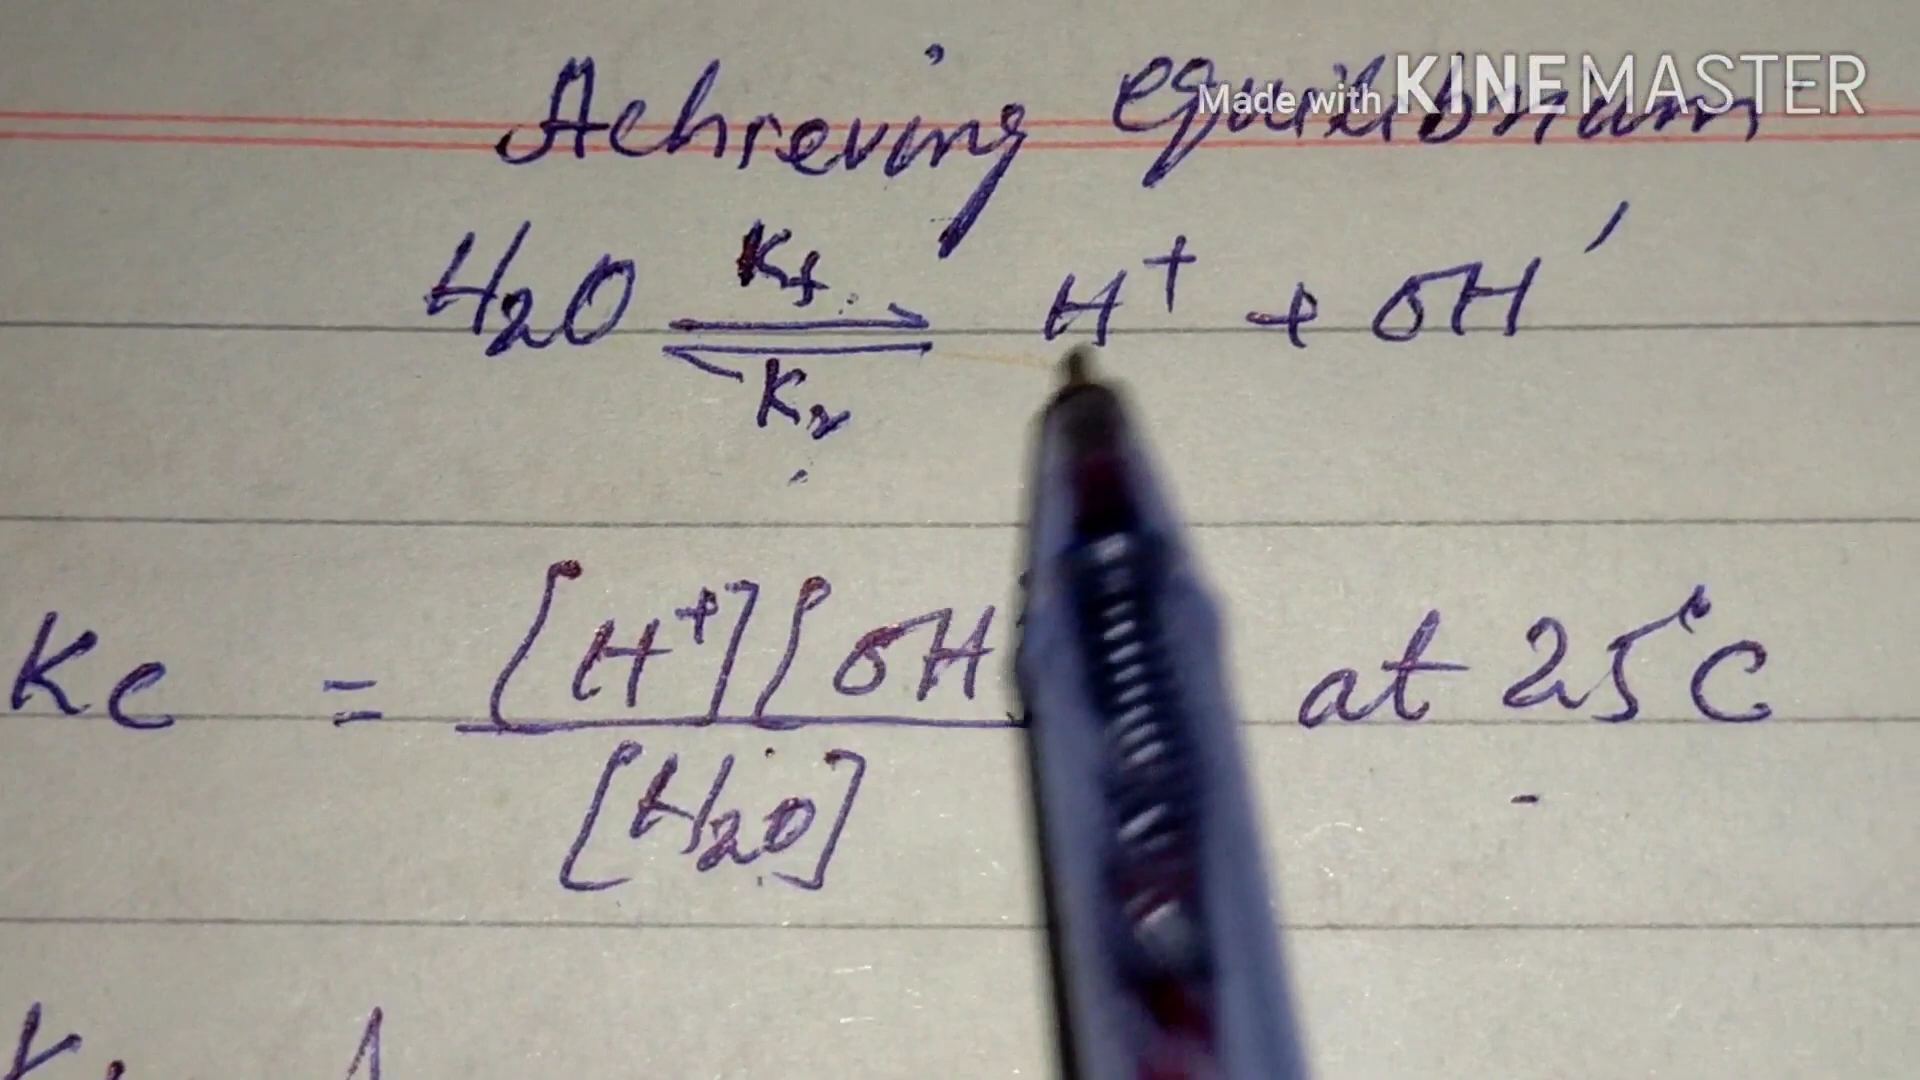 Achieving equilibrium
Made with KINEMASTER
H₂O ⇌ H⁺ + OH'
Kf
Kr
Kc = [H⁺][OH / [H₂O] at 25°C